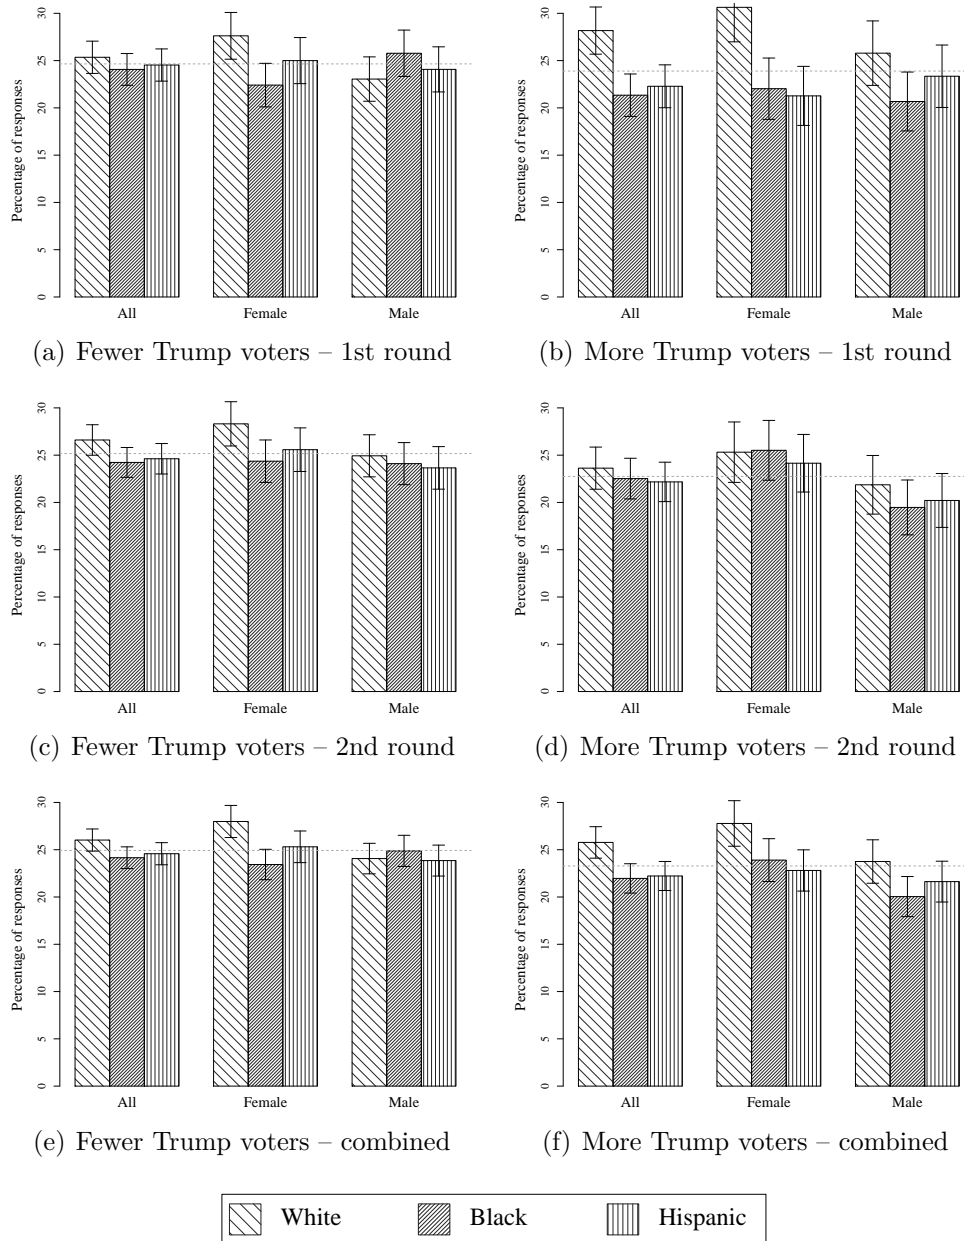 Percentage of responses
0 5 10 15 20 25 30
All Female Male
(a) Fewer Trump voters – 1st round
Percentage of responses
0 5 10 15 20 25 30
All Female Male
(b) More Trump voters – 1st round
Percentage of responses
0 5 10 15 20 25 30
All Female Male
(c) Fewer Trump voters – 2nd round
Percentage of responses
0 5 10 15 20 25 30
All Female Male
(d) More Trump voters – 2nd round
Percentage of responses
0 5 10 15 20 25 30
All Female Male
(e) Fewer Trump voters – combined
Percentage of responses
0 5 10 15 20 25 30
All Female Male
(f) More Trump voters – combined
White Black Hispanic